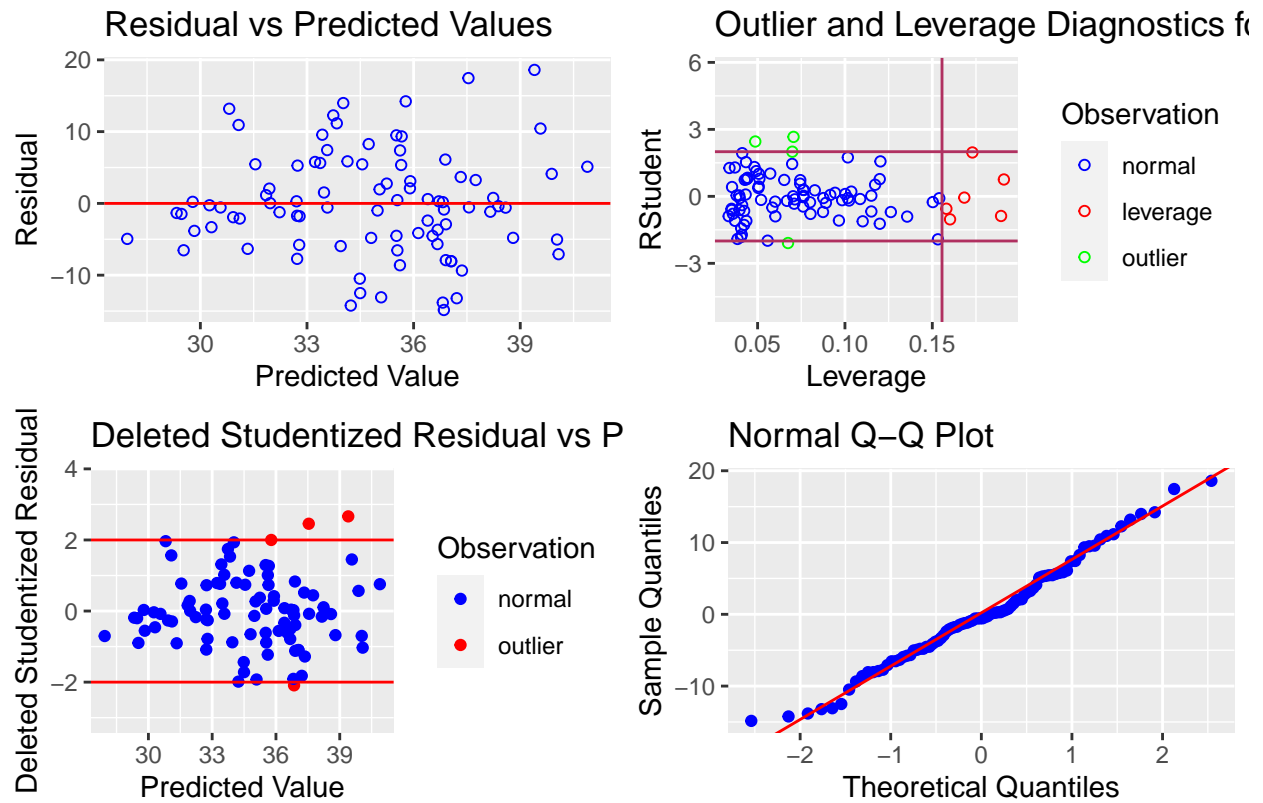 Residual vs Predicted Values
20
10
0
−10
Residual
30 33 36 39
Predicted Value
Outlier and Leverage Diagnostics fo
6
3
0
−3
RStudent
0.05 0.10 0.15
Leverage
Observation
normal
leverage
outlier
Deleted Studentized Residual vs P
4
2
0
−2
Deleted Studentized Residual
30 33 36 39
Predicted Value
Observation
normal
outlier
Normal Q−Q Plot
20
10
0
−10
Sample Quantiles
−2 −1 0 1 2
Theoretical Quantiles